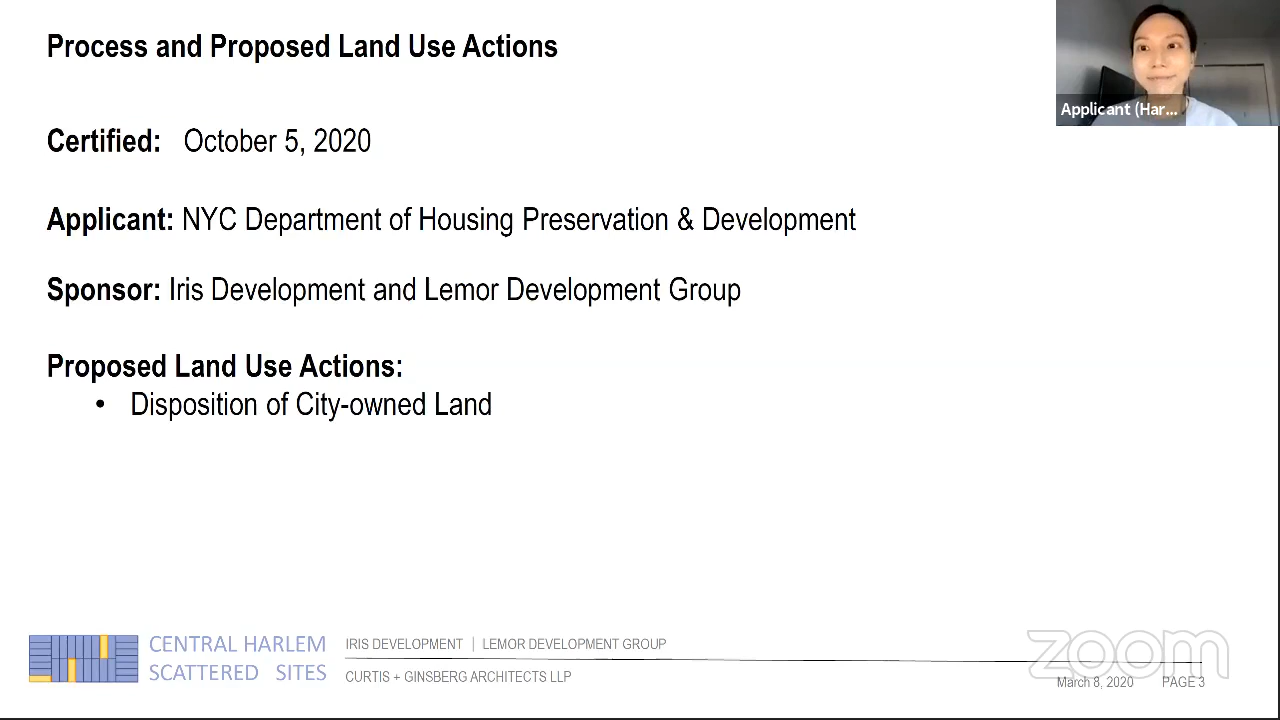 Process and Proposed Land Use Actions
Applicant (Har...
Certified: October 5, 2020
Applicant: NYC Department of Housing Preservation & Development
Sponsor: Iris Development and Lemor Development Group
Proposed Land Use Actions:
• Disposition of City-owned Land
CENTRAL HARLEM
SCATTERED SITES
IRIS DEVELOPMENT | LEMOR DEVELOPMENT GROUP
CURTIS + GINSBERG ARCHITECTS LLP
zoom
March 8, 2020 PAGE 3